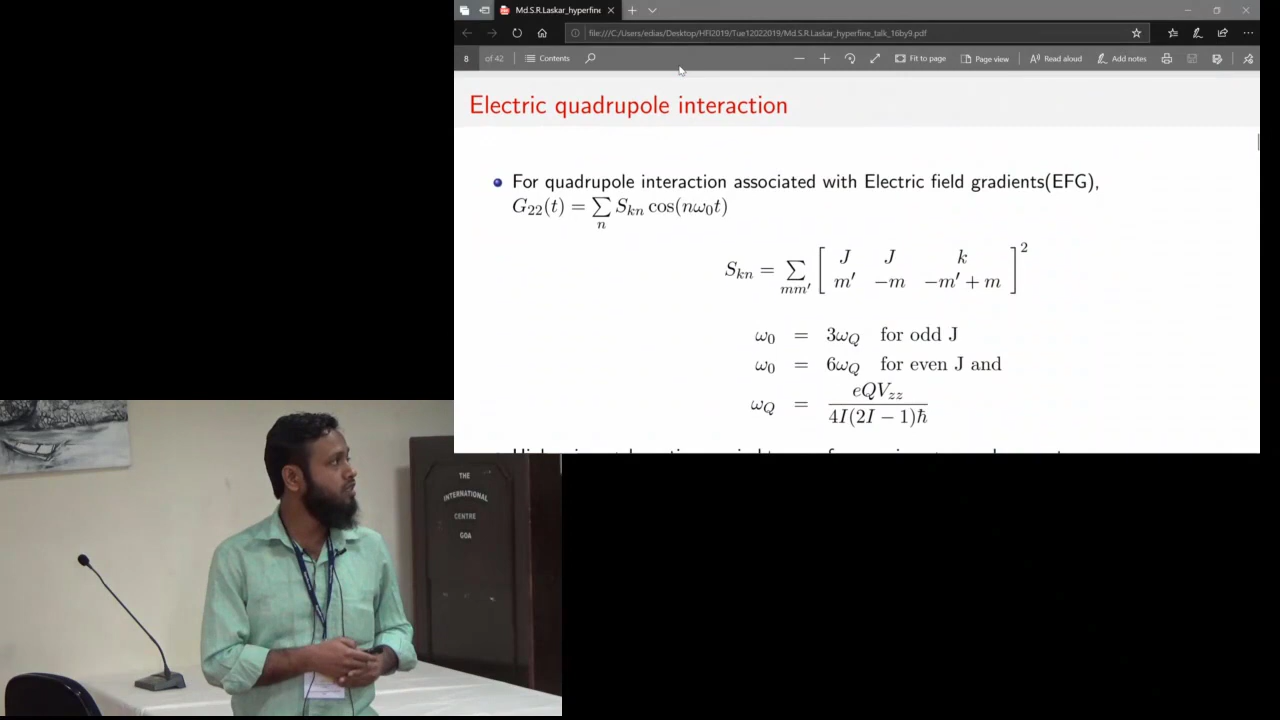 Md.S.R.Laskar_hyperfine
file:///C:/Users/edias/Desktop/HFI2019/Tue12022019/Md.S.R.Laskar_hyperfine_talk_16by9.pdf
8 of 42 Contents Fit to page Page view Read aloud Add notes
Electric quadrupole interaction
For quadrupole interaction associated with Electric field gradients(EFG),
G₂₂(t) = ∑ₙ Sₖₙ cos(nω₀t)
Sₖₙ = ∑ₘₘ′ [ J J k
m′ −m −m′ + m ]²
ω₀ = 3ω_Q for odd J
ω₀ = 6ω_Q for even J and
ω_Q = eQV_zz / 4I(2I − 1)ħ
THE
INTERNATIONAL
CENTRE
GOA